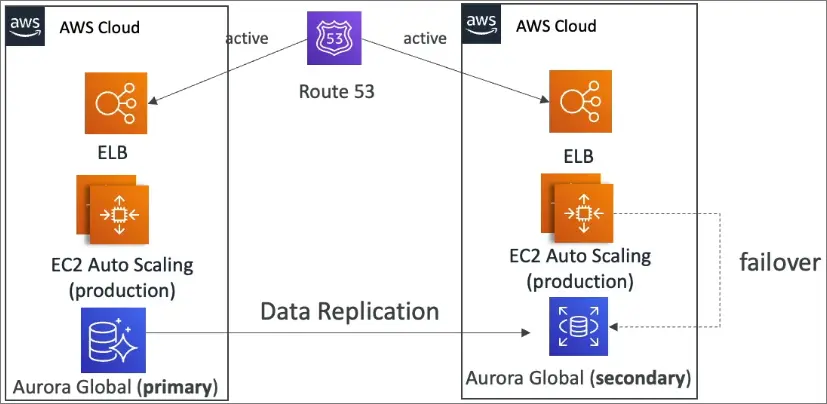 aws
AWS Cloud
active
53
active
Route 53
aws
AWS Cloud
ELB
ELB
EC2 Auto Scaling
(production)
EC2 Auto Scaling
(production)
failover
Data Replication
Aurora Global (primary)
Aurora Global (secondary)